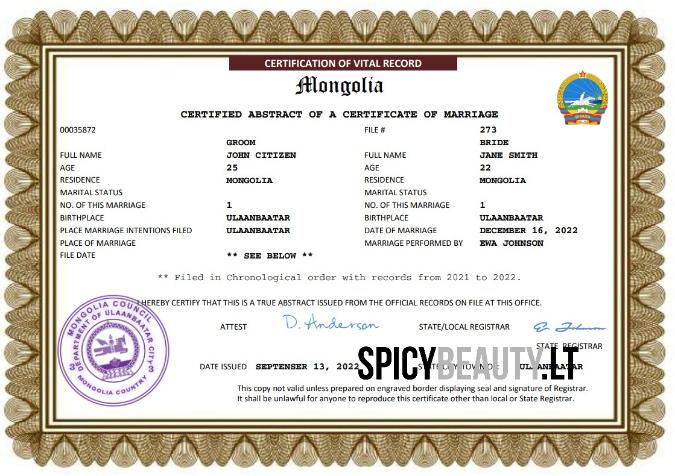 CERTIFICATION OF VITAL RECORD
Mongolia
CERTIFIED ABSTRACT OF A CERTIFICATE OF MARRIAGE
00035872 FILE # 273
GROOM BRIDE
FULL NAME JOHN CITIZEN FULL NAME JANE SMITH
AGE 25 AGE 22
RESIDENCE MONGOLIA RESIDENCE MONGOLIA
MARITAL STATUS MARITAL STATUS
NO. OF THIS MARRIAGE 1 NO. OF THIS MARRIAGE 1
BIRTHPLACE ULAANBAATAR BIRTHPLACE ULAANBAATAR
PLACE MARRIAGE INTENTIONS FILED ULAANBAATAR DATE OF MARRIAGE DECEMBER 16, 2022
PLACE OF MARRIAGE MARRIAGE PERFORMED BY EWA JOHNSON
FILE DATE ** SEE BELOW **
** Filed in Chronological order with records from 2021 to 2022.
I HEREBY CERTIFY THAT THIS IS A TRUE ABSTRACT ISSUED FROM THE OFFICIAL RECORDS ON FILE AT THIS OFFICE.
MONGOLIA COUNCIL
DEPARTMENT OF ULAANBAATAR CITY
MONGOLIA COUNTRY
ATTEST D. Anderson STATE/LOCAL REGISTRAR
STATE REGISTRAR
DATE ISSUED SEPTENSER 13, 2022 ULAANBAATAR
SPICYBEAUTY.LT
This copy not valid unless prepared on engraved border displaying seal and signature of Registrar.
It shall be unlawful for anyone to reproduce this certificate other than local or State Registrar.